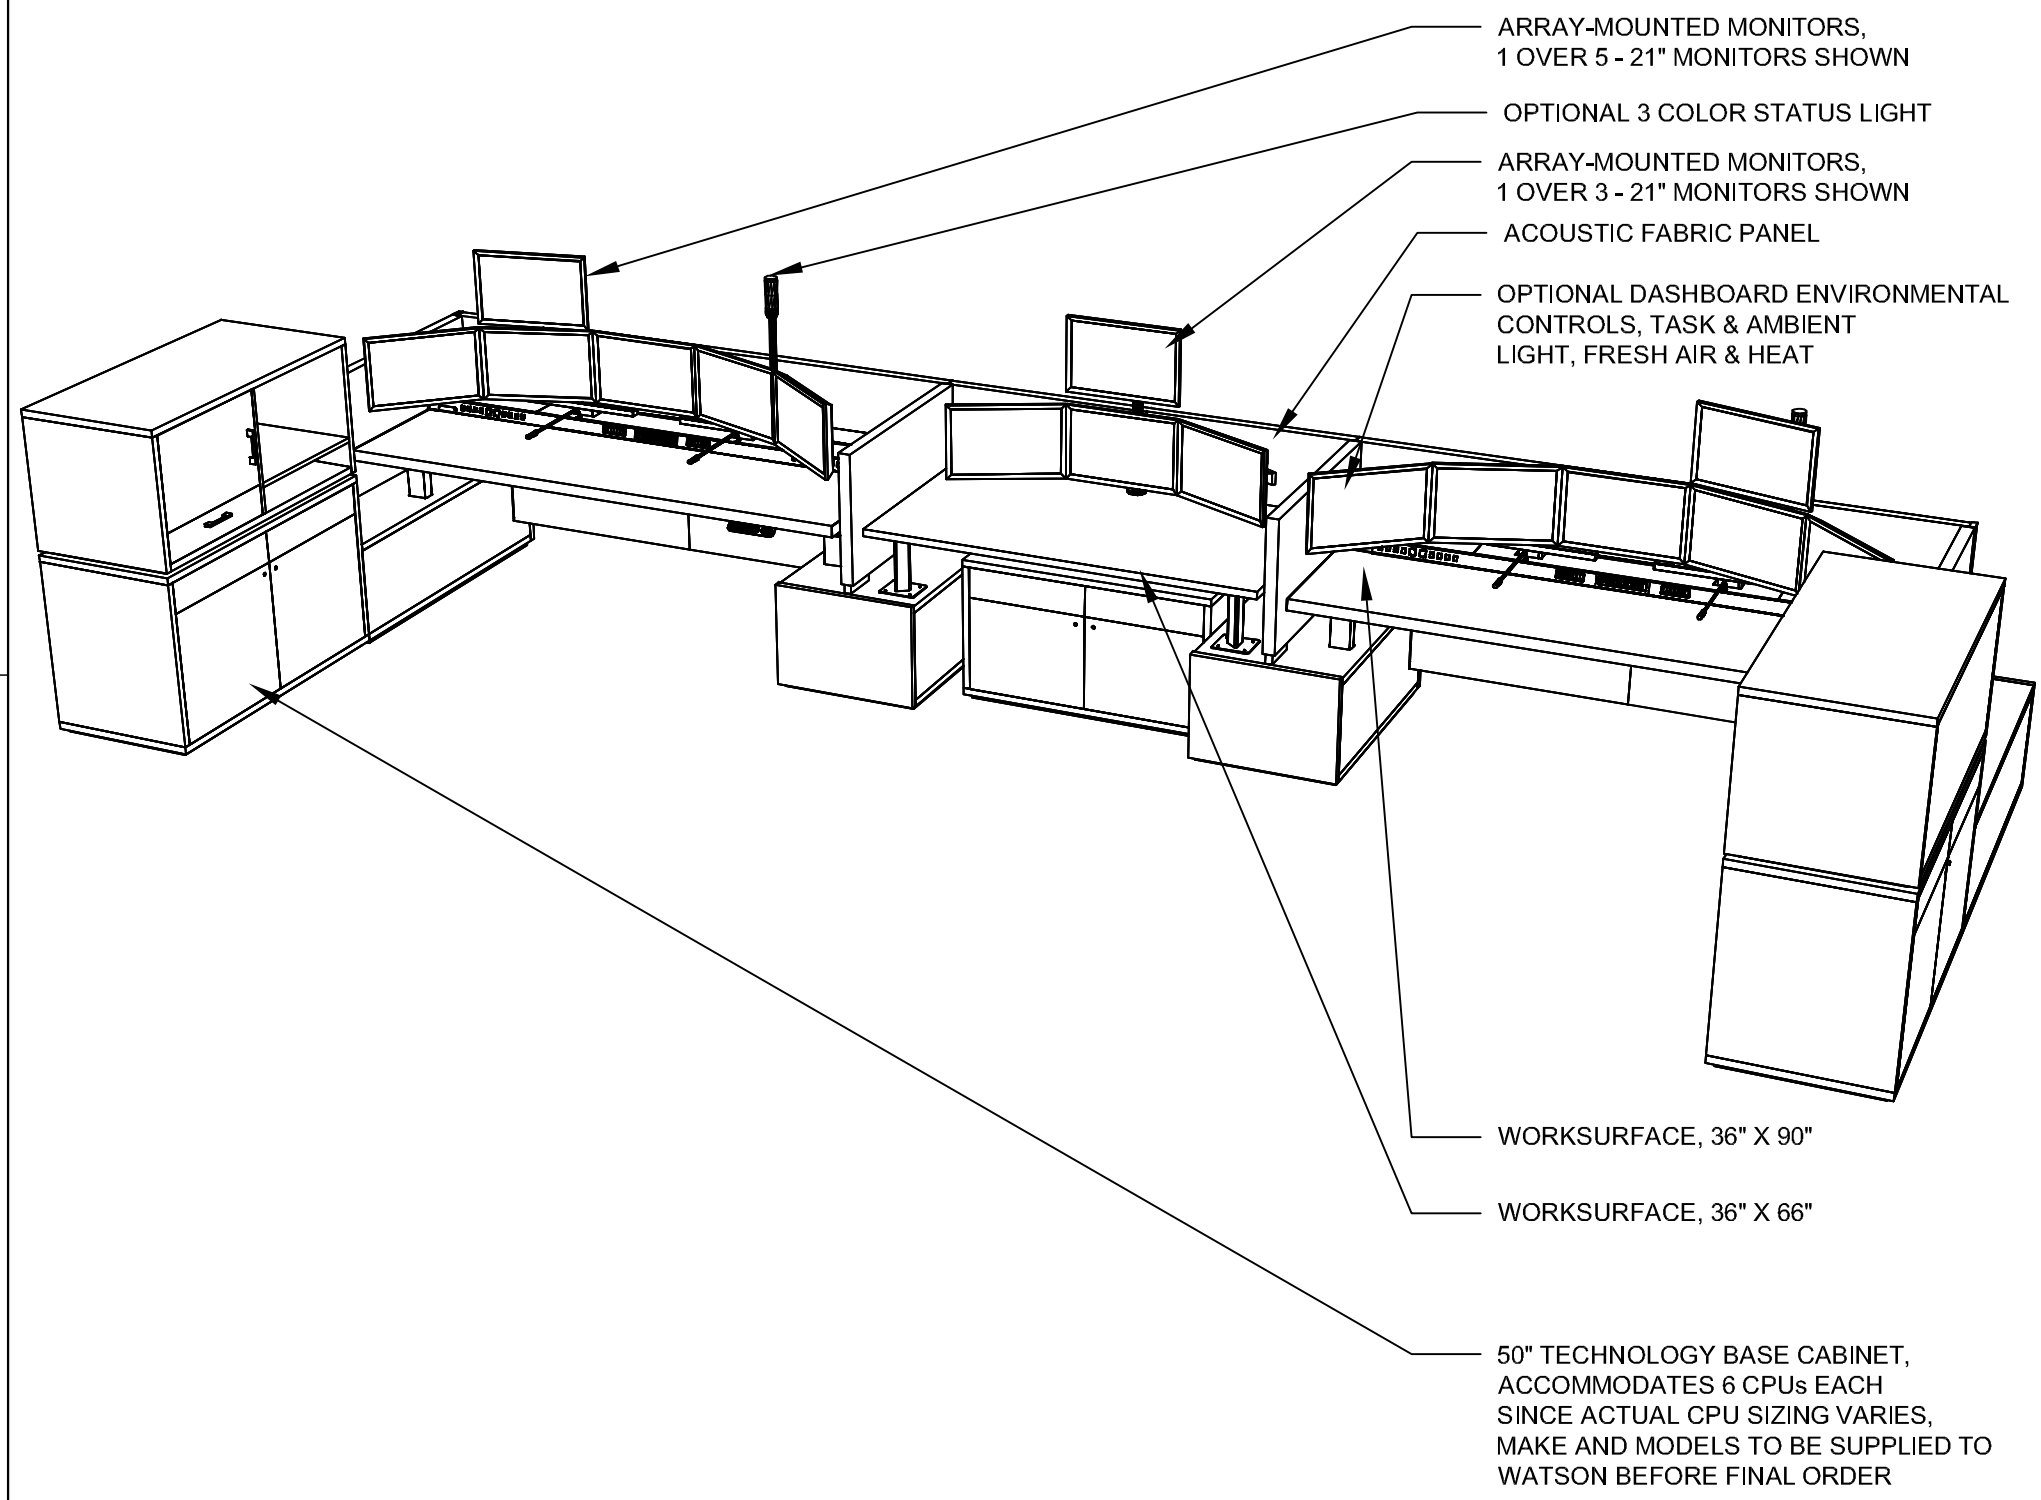 ARRAY-MOUNTED MONITORS,
1 OVER 5 - 21" MONITORS SHOWN
OPTIONAL 3 COLOR STATUS LIGHT
ARRAY-MOUNTED MONITORS,
1 OVER 3 - 21" MONITORS SHOWN
ACOUSTIC FABRIC PANEL
OPTIONAL DASHBOARD ENVIRONMENTAL
CONTROLS, TASK & AMBIENT
LIGHT, FRESH AIR & HEAT
WORKSURFACE, 36" X 90"
WORKSURFACE, 36" X 66"
50" TECHNOLOGY BASE CABINET,
ACCOMMODATES 6 CPUs EACH
SINCE ACTUAL CPU SIZING VARIES,
MAKE AND MODELS TO BE SUPPLIED TO
WATSON BEFORE FINAL ORDER